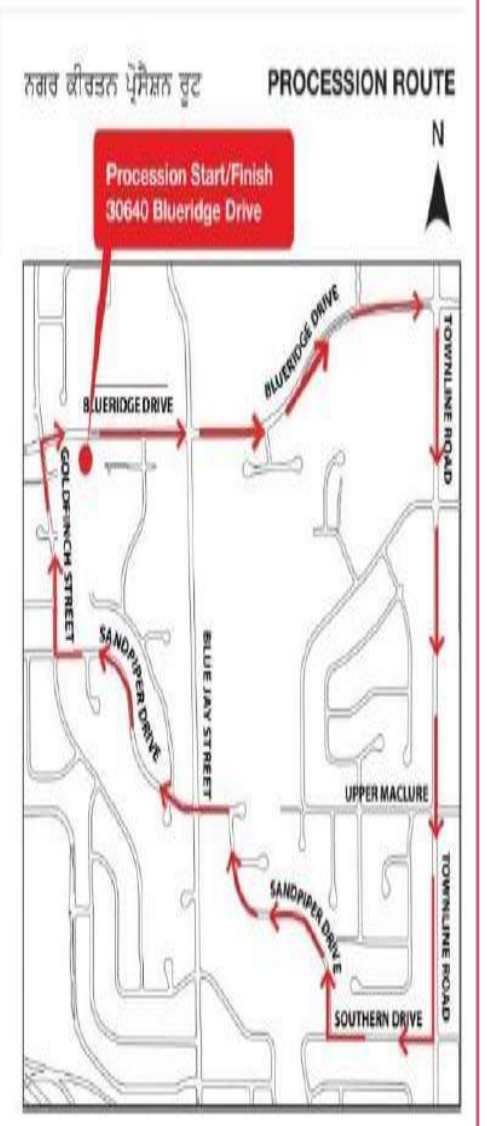 ਨਗਰ ਕੀਰਤਨ ਪ੍ਰੋਸੈਸ਼ਨ ਰੂਟ
PROCESSION ROUTE
N
Procession Start/Finish
30640 Blueridge Drive
BLUERIDGE DRIVE
BLUERIDGE DRIVE
TOWNLINE ROAD
GOLDFINCH STREET
SANDPIPER DRIVE
BLUE JAY STREET
UPPER MACLURE
TOWNLINE ROAD
SANDPIPER DRIVE
SOUTHERN DRIVE